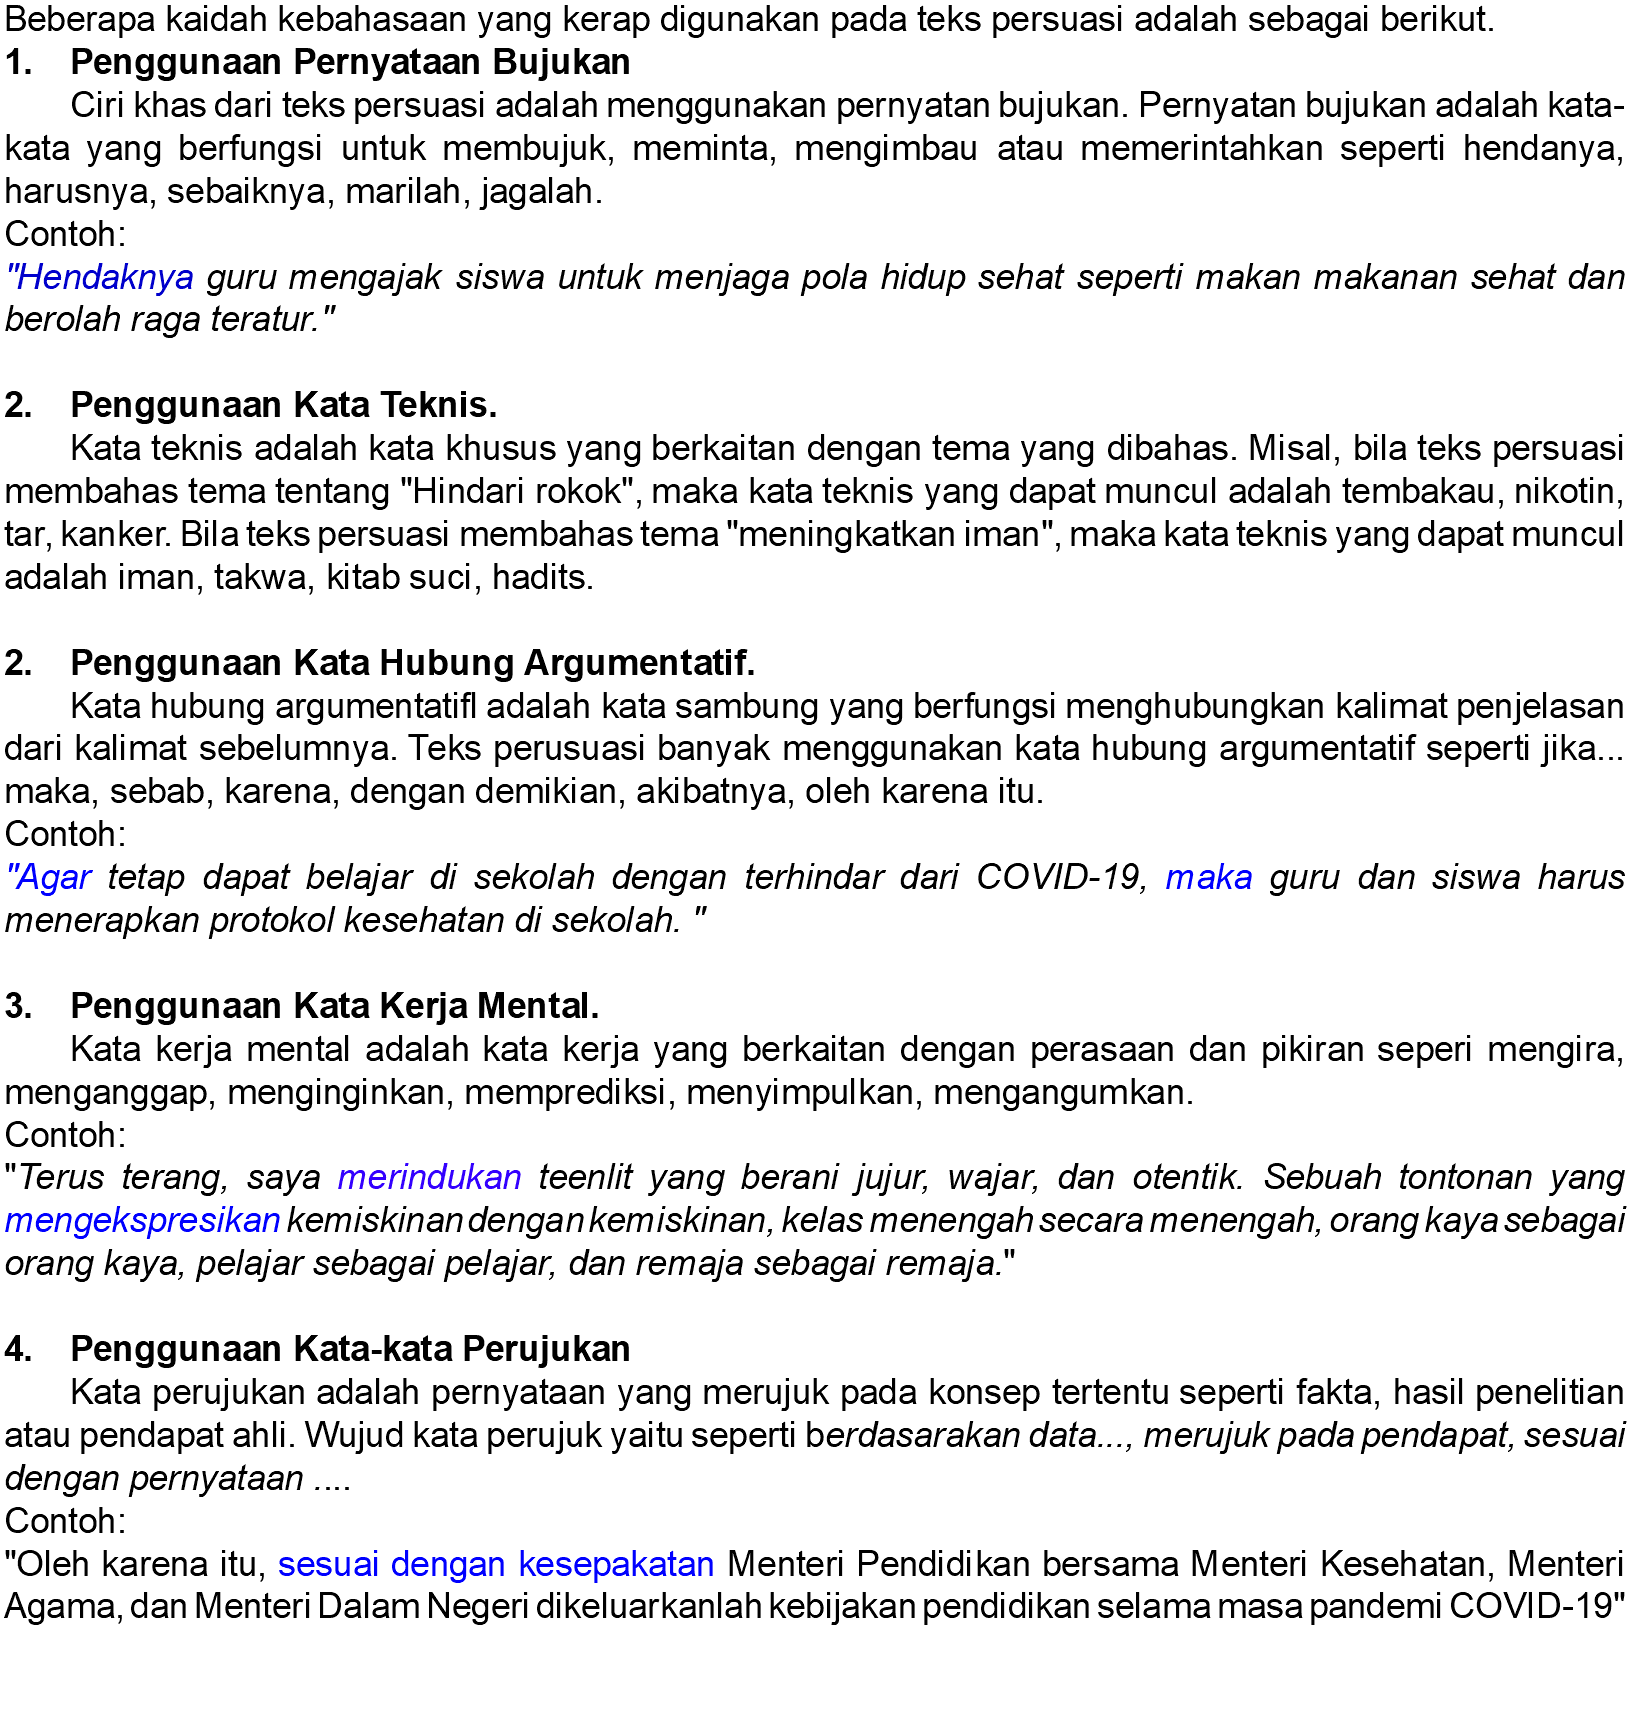 Beberapa kaidah kebahasaan yang kerap digunakan pada teks persuasi adalah sebagai berikut.
1. Penggunaan Pernyataan Bujukan
Ciri khas dari teks persuasi adalah menggunakan pernyatan bujukan. Pernyatan bujukan adalah kata-
kata yang berfungsi untuk membujuk, meminta, mengimbau atau memerintahkan seperti hendanya,
harusnya, sebaiknya, marilah, jagalah.
Contoh:
"Hendaknya guru mengajak siswa untuk menjaga pola hidup sehat seperti makan makanan sehat dan
berolah raga teratur."
2. Penggunaan Kata Teknis.
Kata teknis adalah kata khusus yang berkaitan dengan tema yang dibahas. Misal, bila teks persuasi
membahas tema tentang "Hindari rokok", maka kata teknis yang dapat muncul adalah tembakau, nikotin,
tar, kanker. Bila teks persuasi membahas tema "meningkatkan iman", maka kata teknis yang dapat muncul
adalah iman, takwa, kitab suci, hadits.
2. Penggunaan Kata Hubung Argumentatif.
Kata hubung argumentatifl adalah kata sambung yang berfungsi menghubungkan kalimat penjelasan
dari kalimat sebelumnya. Teks perusuasi banyak menggunakan kata hubung argumentatif seperti jika...
maka, sebab, karena, dengan demikian, akibatnya, oleh karena itu.
Contoh:
"Agar tetap dapat belajar di sekolah dengan terhindar dari COVID-19, maka guru dan siswa harus
menerapkan protokol kesehatan di sekolah. "
3. Penggunaan Kata Kerja Mental.
Kata kerja mental adalah kata kerja yang berkaitan dengan perasaan dan pikiran seperi mengira,
menganggap, menginginkan, memprediksi, menyimpulkan, mengangumkan.
Contoh:
"Terus terang, saya merindukan teenlit yang berani jujur, wajar, dan otentik. Sebuah tontonan yang
mengekspresikan kemiskinan dengan kemiskinan, kelas menengah secara menengah, orang kaya sebagai
orang kaya, pelajar sebagai pelajar, dan remaja sebagai remaja."
4. Penggunaan Kata-kata Perujukan
Kata perujukan adalah pernyataan yang merujuk pada konsep tertentu seperti fakta, hasil penelitian
atau pendapat ahli. Wujud kata perujuk yaitu seperti berdasarakan data..., merujuk pada pendapat, sesuai
dengan pernyataan ....
Contoh:
"Oleh karena itu, sesuai dengan kesepakatan Menteri Pendidikan bersama Menteri Kesehatan, Menteri
Agama, dan Menteri Dalam Negeri dikeluarkanlah kebijakan pendidikan selama masa pandemi COVID-19"